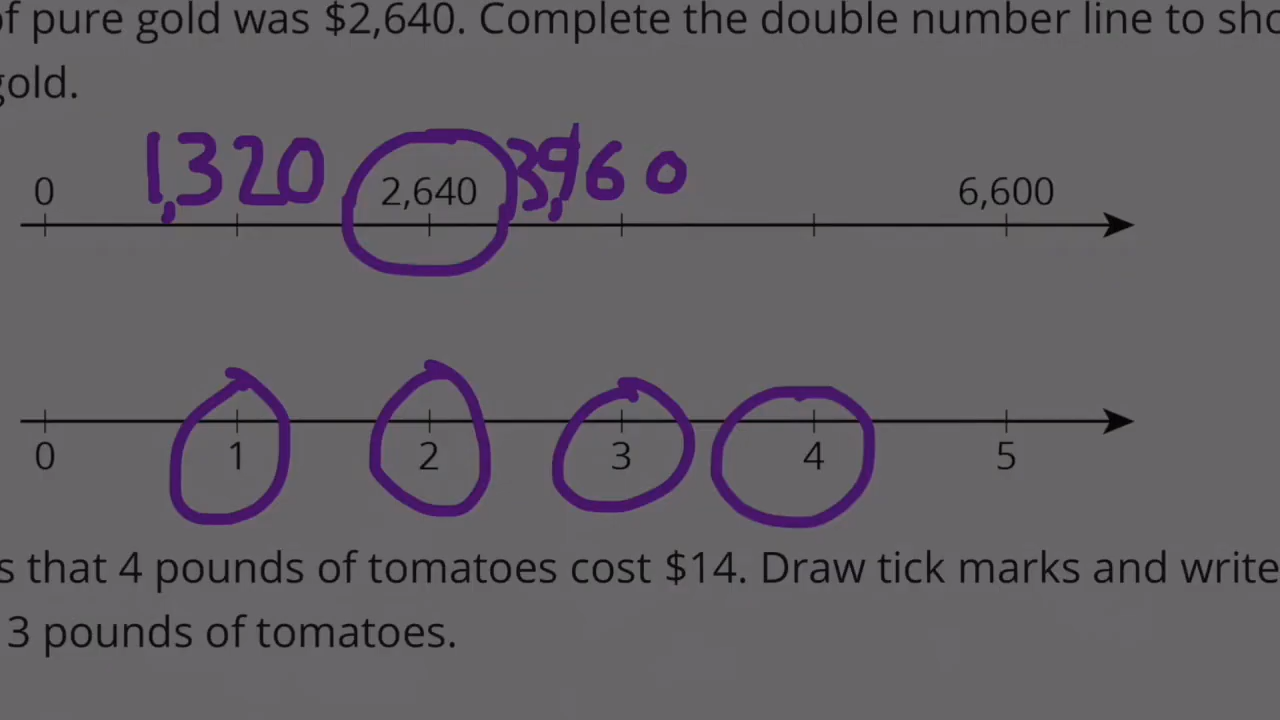 of pure gold was $2,640. Complete the double number line to sho
gold.
0 1,320 2,640 3,960 6,600
0 1 2 3 4 5
s that 4 pounds of tomatoes cost $14. Draw tick marks and write
3 pounds of tomatoes.